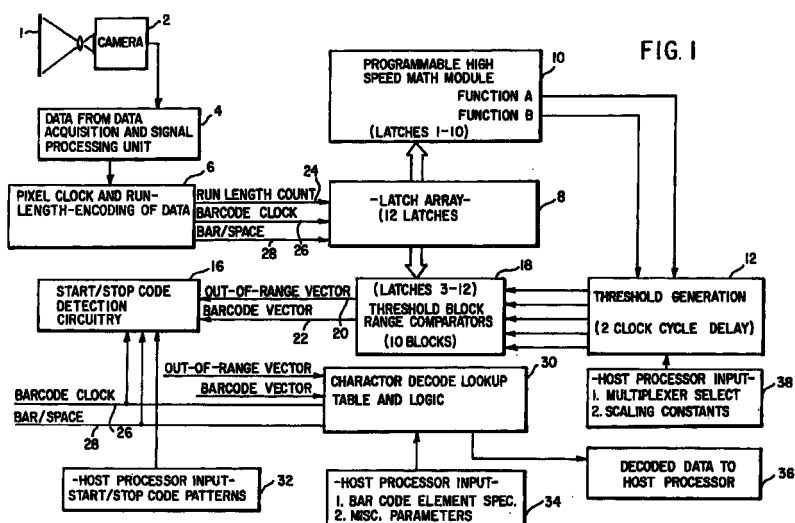 FIG. 1
1
2
CAMERA
4
DATA FROM DATA
ACQUISITION AND SIGNAL
PROCESSING UNIT
6
PIXEL CLOCK AND RUN-
LENGTH-ENCODING OF DATA
RUN LENGTH COUNT
24
BARCODE CLOCK
26
BAR/SPACE
28
PROGRAMMABLE HIGH
SPEED MATH MODULE
10
FUNCTION A
FUNCTION B
(LATCHES 1-10)
-LATCH ARRAY-
(12 LATCHES
8
16
START/STOP CODE
DETECTION
CIRCUITRY
OUT-OF-RANGE VECTOR
20
BARCODE VECTOR
22
18
(LATCHES 3-12)
THRESHOLD BLOCK
RANGE COMPARATORS
(10 BLOCKS)
12
THRESHOLD GENERATION
(2 CLOCK CYCLE DELAY)
OUT-OF-RANGE VECTOR
BARCODE VECTOR
BARCODE CLOCK
26
BAR/SPACE
28
30
CHARACTOR DECODE LOOKUP
TABLE AND LOGIC
-HOST PROCESSOR INPUT-
1. MULTIPLEXER SELECT
2. SCALING CONSTANTS
38
-HOST PROCESSOR INPUT-
START/STOP CODE PATTERNS
32
-HOST PROCESSOR INPUT-
1. BAR CODE ELEMENT SPEC.
2. MISC. PARAMETERS
34
DECODED DATA TO
HOST PROCESSOR
36